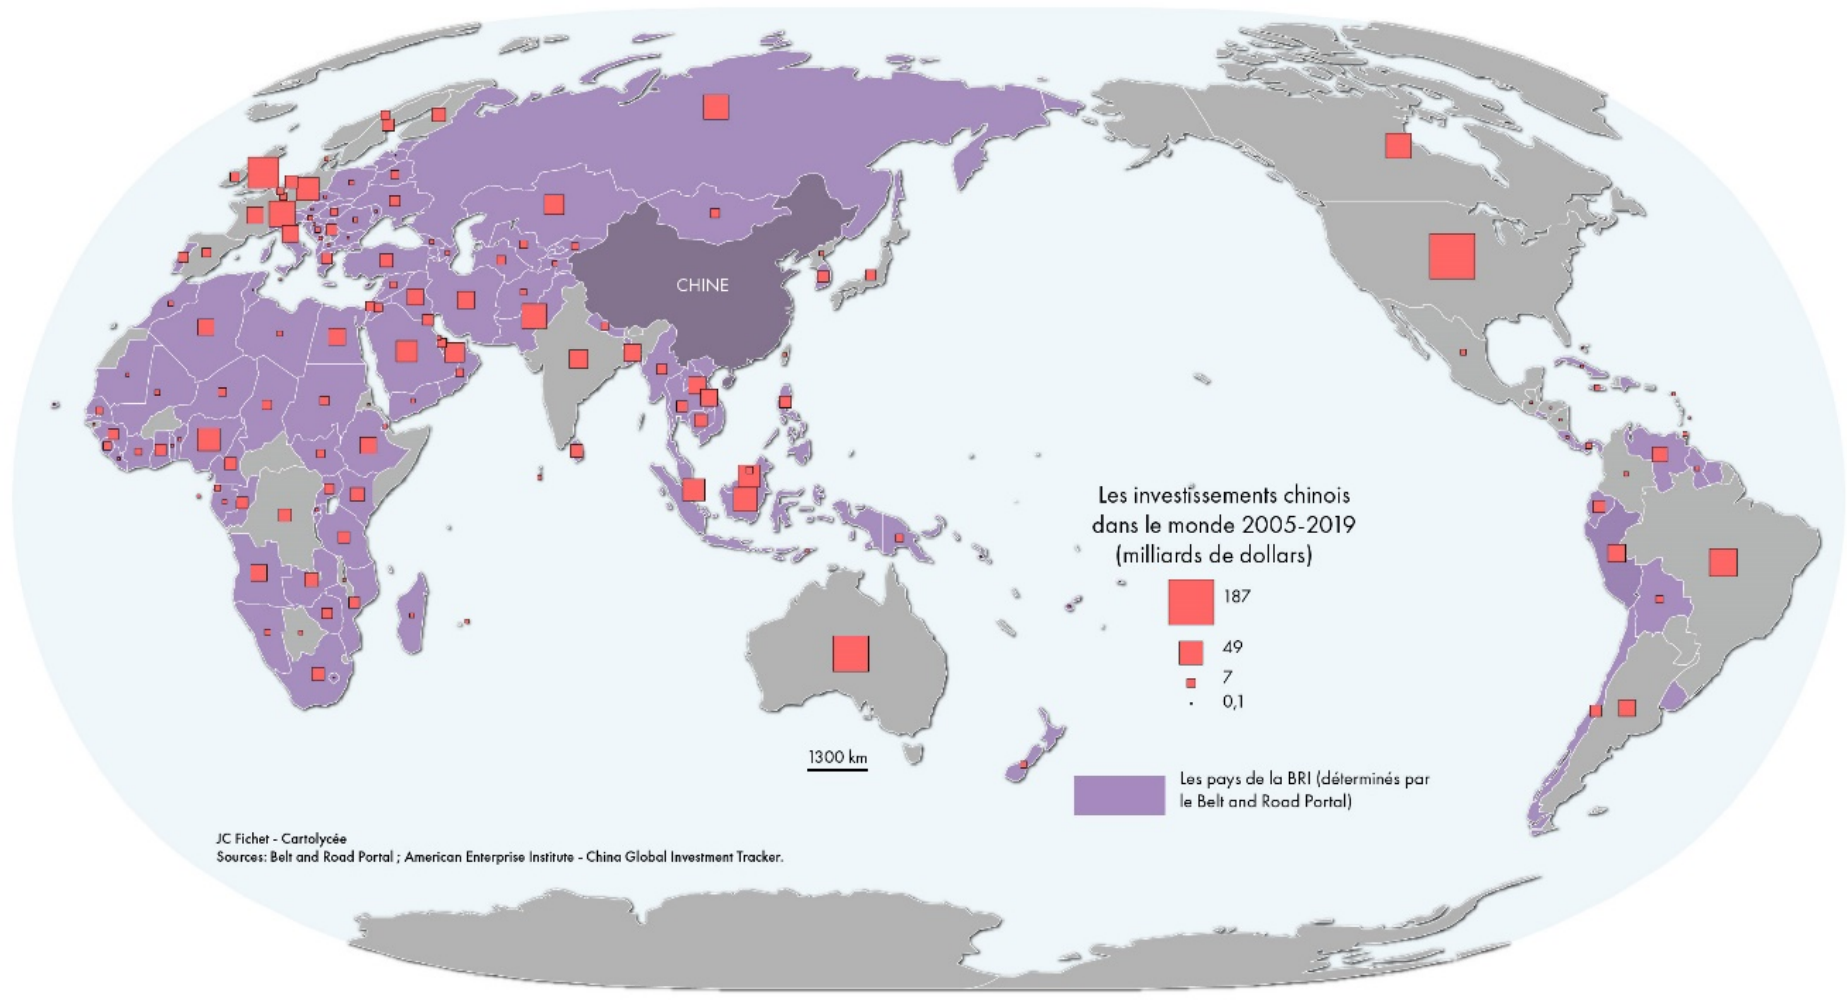 CHINE
Les investissements chinois
dans le monde 2005-2019
(milliards de dollars)
187
49
7
0,1
1300 km
Les pays de la BRI (déterminés par
le Belt and Road Portal)
JC Fichet - Cartolycée
Sources: Belt and Road Portal ; American Enterprise Institute - China Global Investment Tracker.